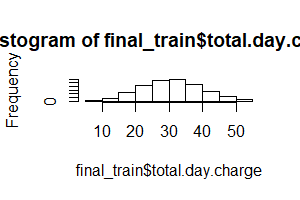 stogram of final_train$total.day.c
Frequency
0
10 20 30 40 50
final_train$total.day.charge